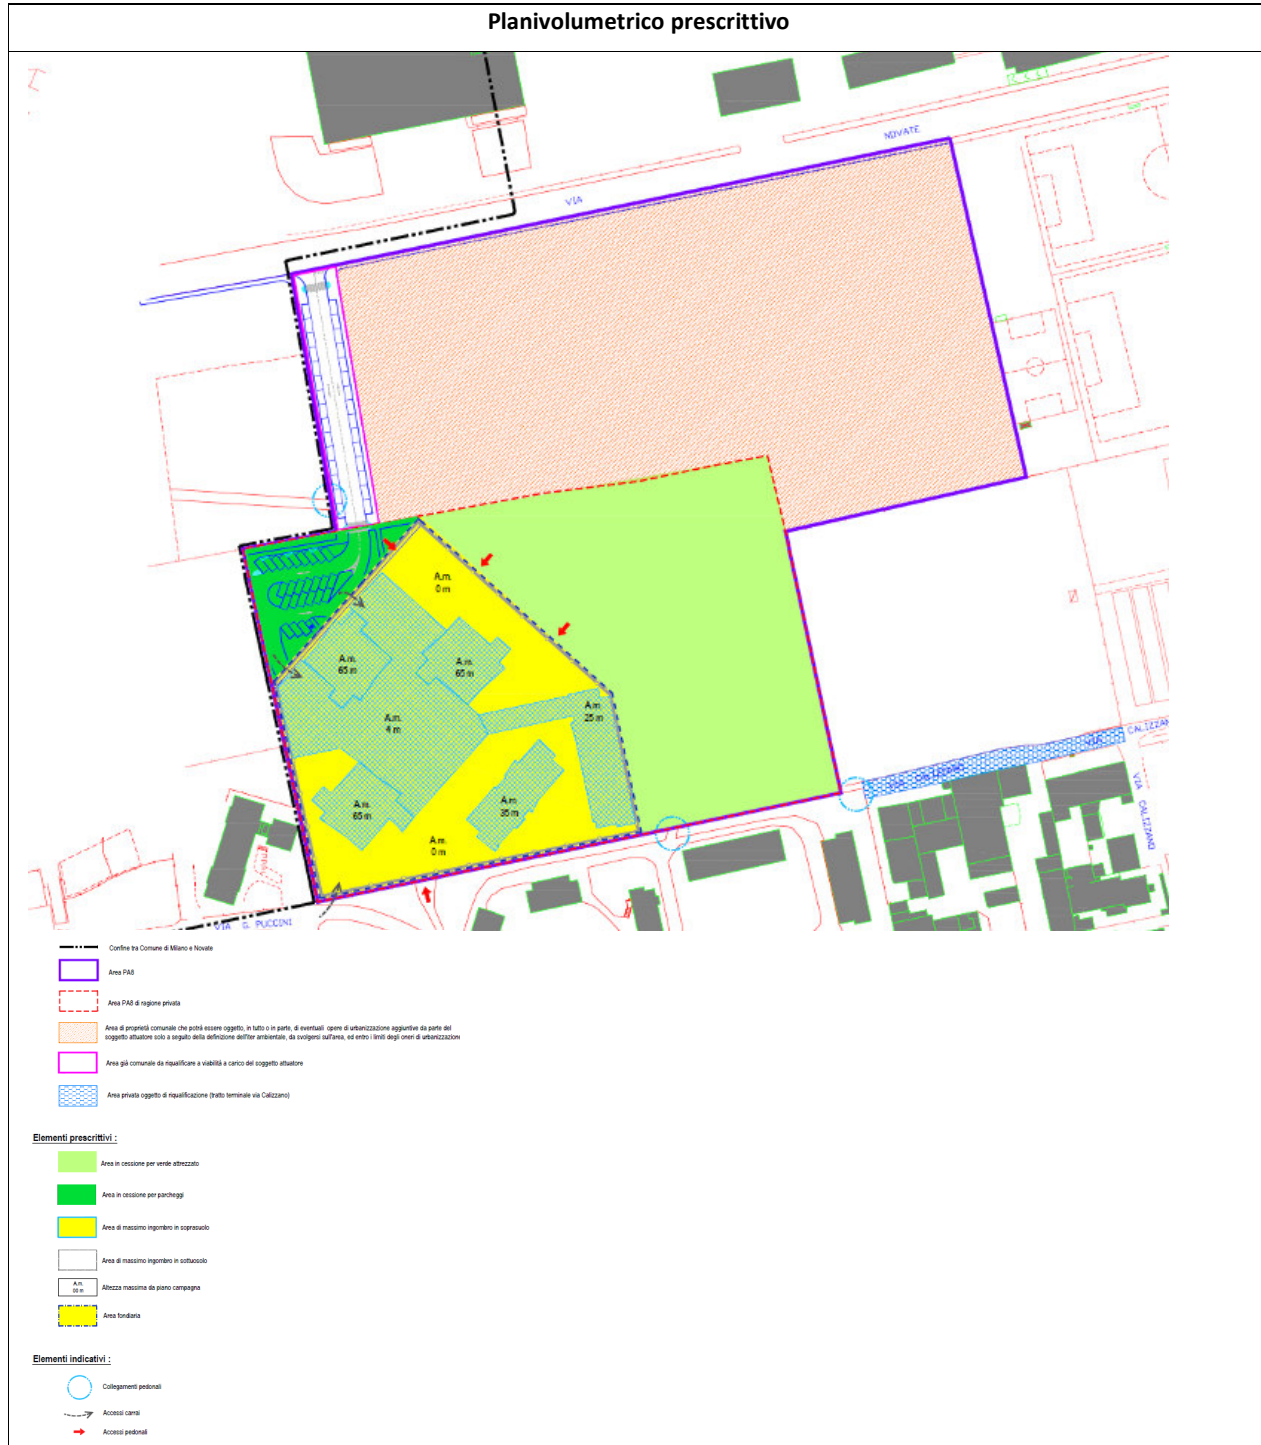 Planivolumetrico prescrittivo
VIA
NOVATE
A.m.
0 m
A.m.
65 m
A.m.
65 m
A.m.
4 m
A.m.
25 m
A.m.
65 m
A.m.
35 m
A.m.
0 m
VIA CALIZZANO
VIA CALIZZANO
VIA G. PUCCINI
Confine tra Comune di Milano e Novate
Area PA8
Area PA8 di ragione privata
Area di proprietà comunale che potrà essere oggetto, in tutto o in parte, di eventuali opere di urbanizzazione aggiuntive da parte del
soggetto attuatore solo a seguito della definizione dell'iter ambientale, da svolgersi sull'area, ed entro i limiti degli oneri di urbanizzazione
Area già comunale da riqualificare a viabilità a carico del soggetto attuatore
Area privata oggetto di riqualificazione (tratto terminale via Calizzano)
Elementi prescrittivi :
Area in cessione per verde attrezzato
Area in cessione per parcheggi
Area di massimo ingombro in soprasuolo
Area di massimo ingombro in sottuosolo
A.m.
00 m
Altezza massima da piano campagna
Area fondiaria
Elementi indicativi :
Collegamenti pedonali
Accessi carrai
Accessi pedonali